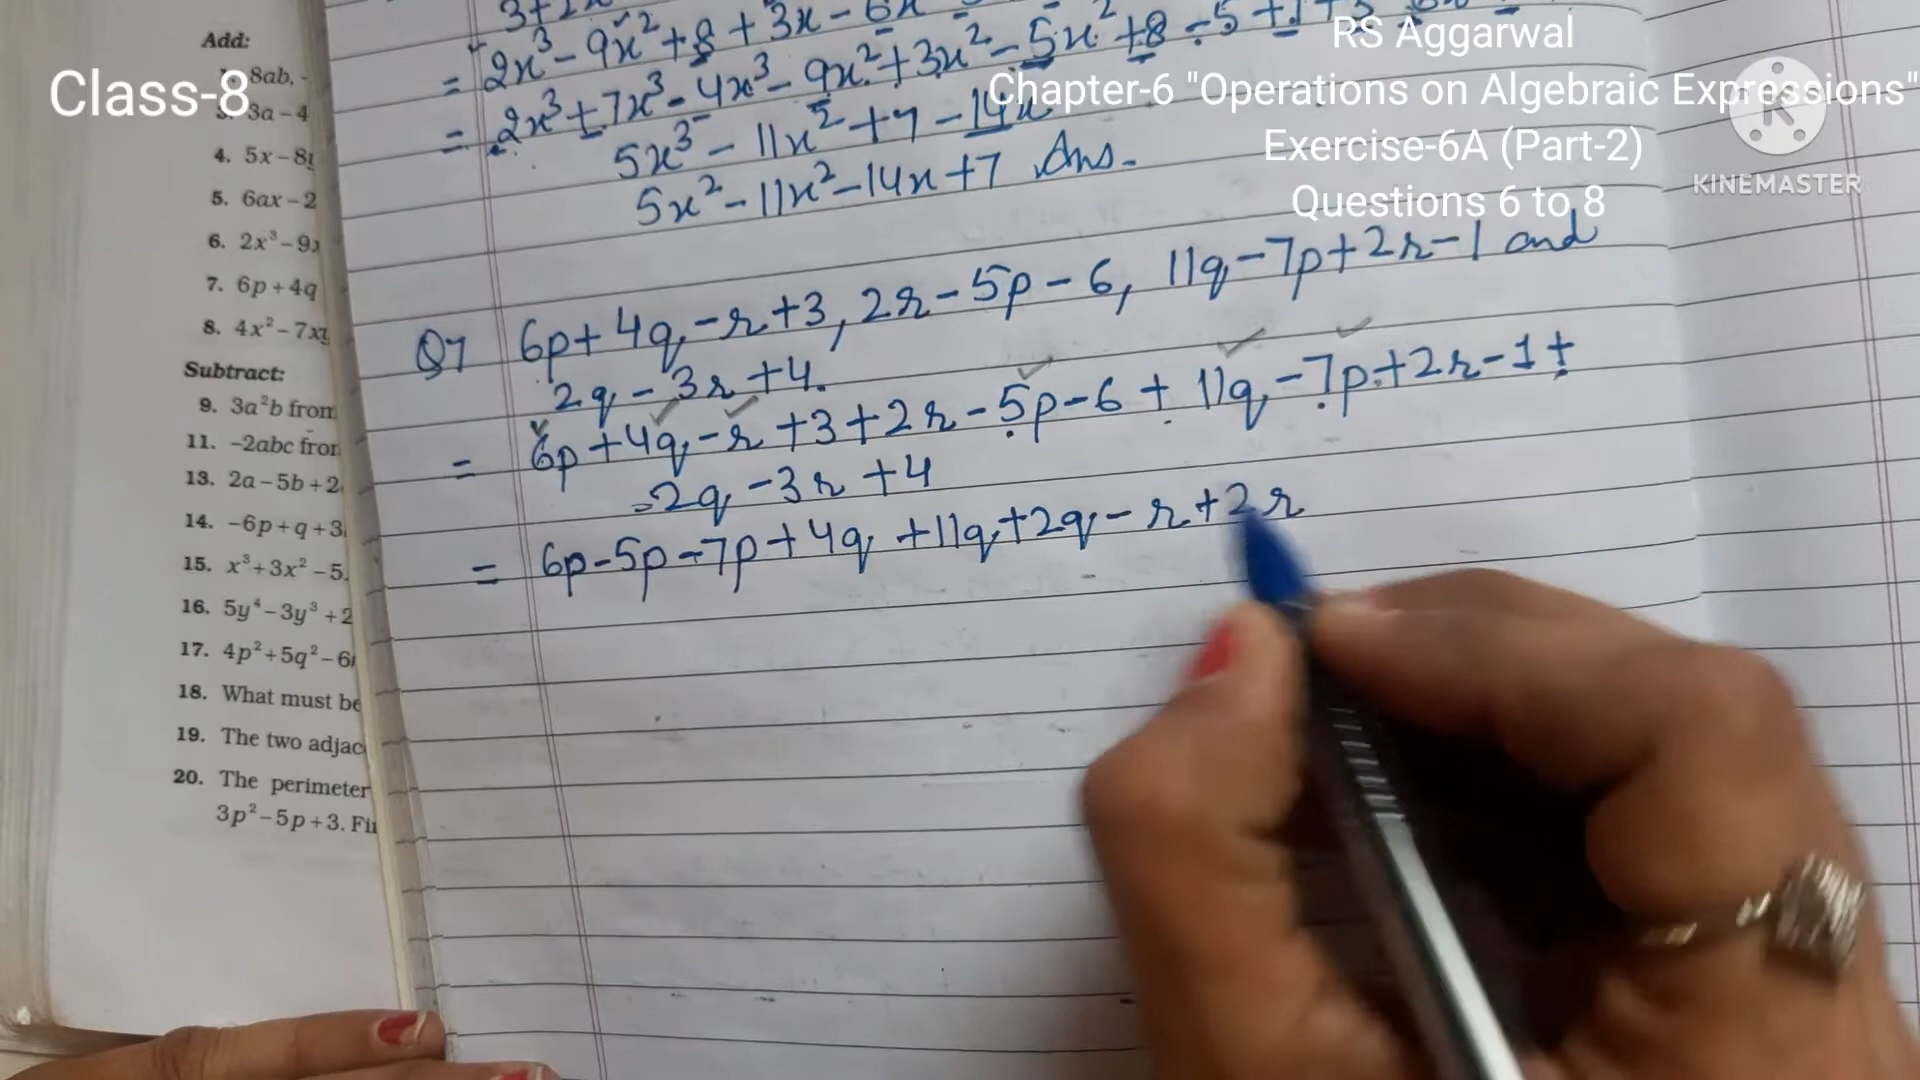 Class-8
RS Aggarwal
Chapter-6 "Operations on Algebraic Expressions"
Exercise-6A (Part-2)
Questions 6 to 8
K
KINEMASTER
Add:
8ab,
3a – 4
4. 5x – 8
5. 6ax – 2
6. 2x³ – 9
7. 6p + 4q
8. 4x² – 7x
Subtract:
9. 3a²b from
11. –2abc from
13. 2a – 5b + 2
14. –6p + q + 3
15. x³ + 3x² – 5
16. 5y⁴ – 3y³ + 2
17. 4p² + 5q² – 6
18. What must be
19. The two adjac
20. The perimeter
3p² – 5p + 3. Fi
= 2x³ - 9x² + 8 + 3x² - 6x
= 2x³ + 7x³ - 4x³ - 9x² + 3x² - 5x² + 8 - 5 + 1 + 3
5x³ - 11x² + 7 - 14x
5x² - 11x² - 14x + 7 Ans.
Q7 6p + 4q - r + 3, 2r - 5p - 6, 11q - 7p + 2r - 1 and
2q - 3r + 4.
= 6p + 4q - r + 3 + 2r - 5p - 6 + 11q - 7p + 2r - 1 +
2q - 3r + 4
= 6p - 5p - 7p + 4q + 11q + 2q - r + 2r